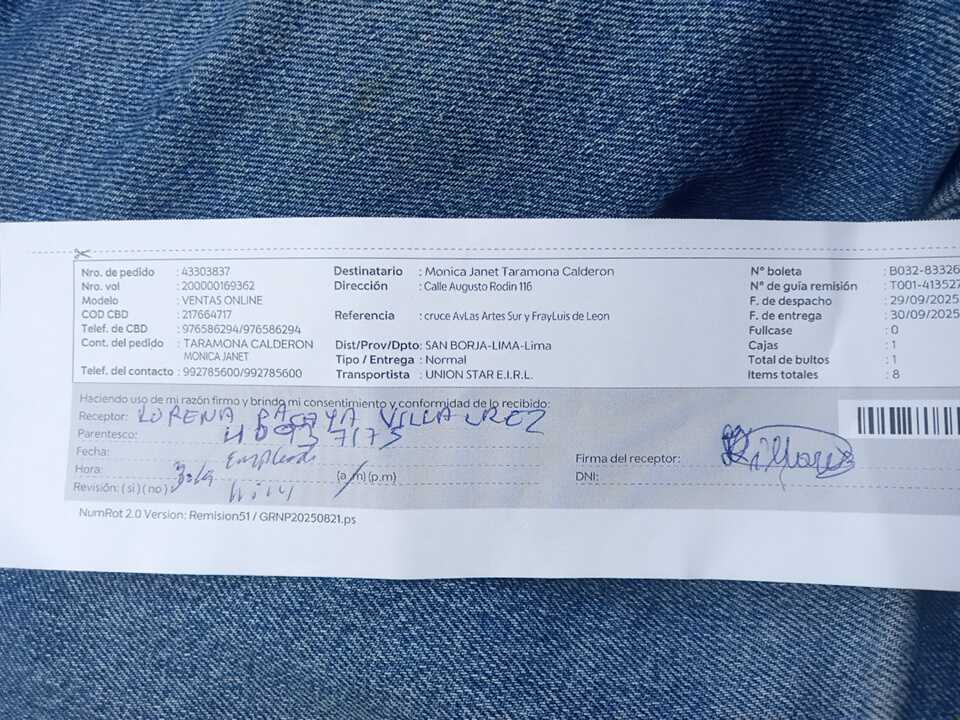 Nro. de pedido : 43303837
Nro. vol : 200000169362
Modelo : VENTAS ONLINE
COD CBD : 217664717
Telef. de CBD : 976586294/976586294
Cont. del pedido : TARAMONA CALDERON
MONICA JANET
Telef. del contacto : 992785600/992785600
Destinatario : Monica Janet Taramona Calderon
Dirección : Calle Augusto Rodin 116
Referencia : cruce AvLas Artes Sur y FrayLuis de Leon
Dist/Prov/Dpto: SAN BORJA-LIMA-Lima
Tipo / Entrega : Normal
Transportista : UNION STAR E.I.R.L.
N° boleta : B032-83326
N° de guía remisión : T001-413527
F. de despacho : 29/09/2025
F. de entrega : 30/09/2025
Fullcase : 0
Cajas : 1
Total de bultos : 1
Items totales : 8
Haciendo uso de mi razón firmo y brindo mi consentimiento y conformidad de lo recibido:
Receptor: LORENA VILLA
Parentesco:
Fecha:
Hora: (a.m) (p.m)
Revisión: ( si ) ( no )
Firma del receptor:
DNI:
NumRot 2.0 Version: Remision51 / GRNP20250821.ps